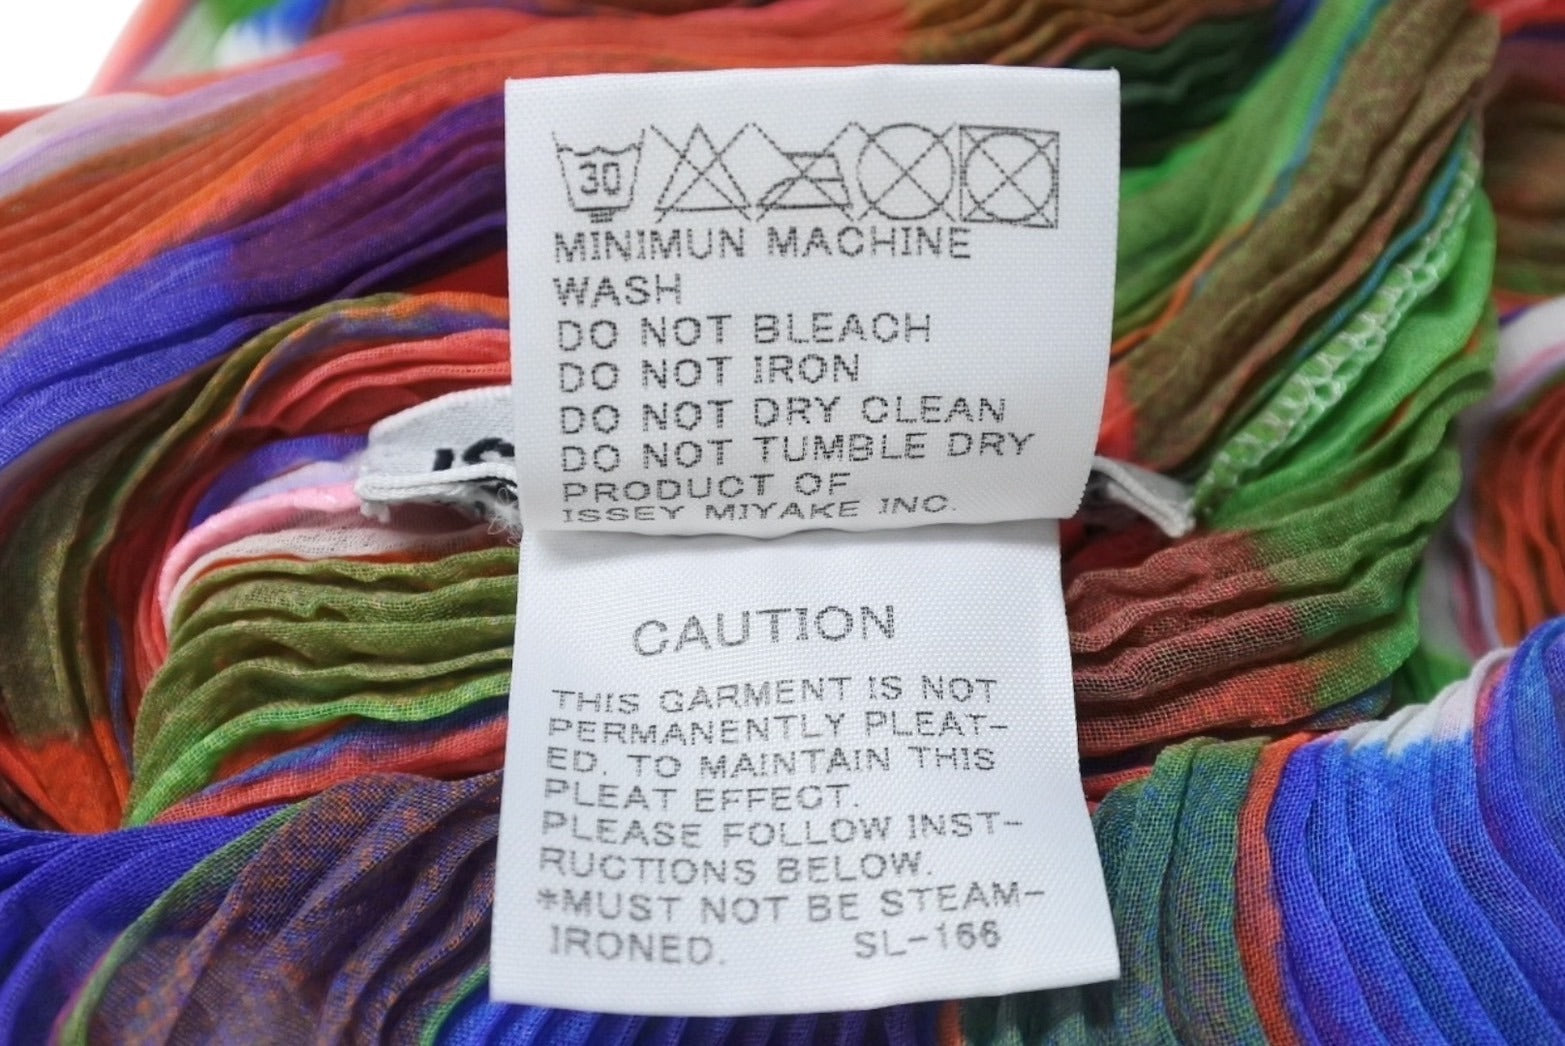 30
MINIMUN MACHINE
WASH
DO NOT BLEACH
DO NOT IRON
DO NOT DRY CLEAN
DO NOT TUMBLE DRY
PRODUCT OF
ISSEY MIYAKE INC.
CAUTION
THIS GARMENT IS NOT
PERMANENTLY PLEAT-
ED. TO MAINTAIN THIS
PLEAT EFFECT.
PLEASE FOLLOW INST-
RUCTIONS BELOW.
*MUST NOT BE STEAM-
IRONED. SL-166